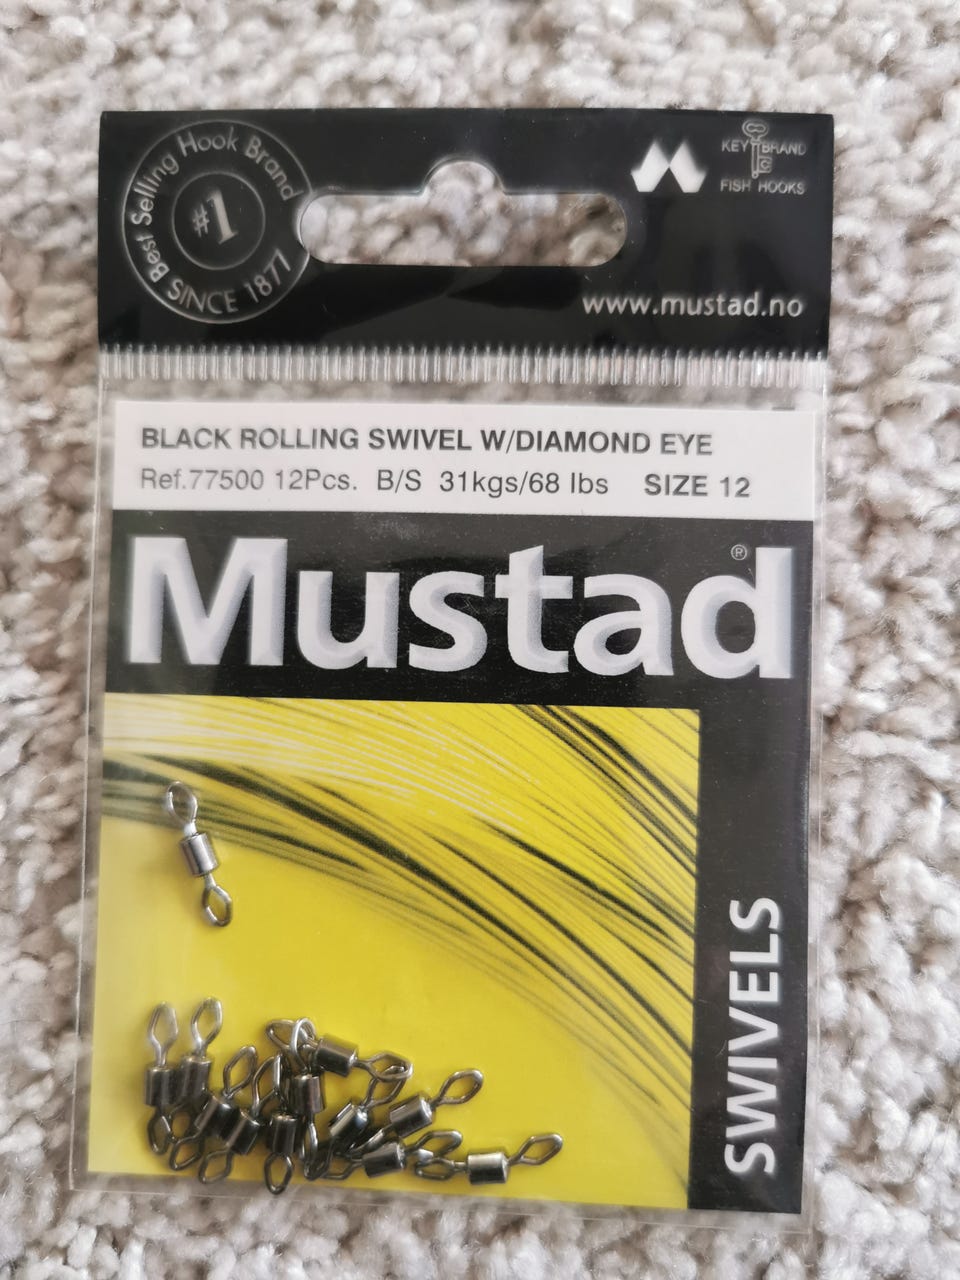 Best Selling Hook Brand
#1
SINCE 1877
KEY BRAND
FISH HOOKS
www.mustad.no
BLACK ROLLING SWIVEL W/DIAMOND EYE
Ref.77500 12Pcs. B/S 31kgs/68 lbs SIZE 12
Mustad®
SWIVELS